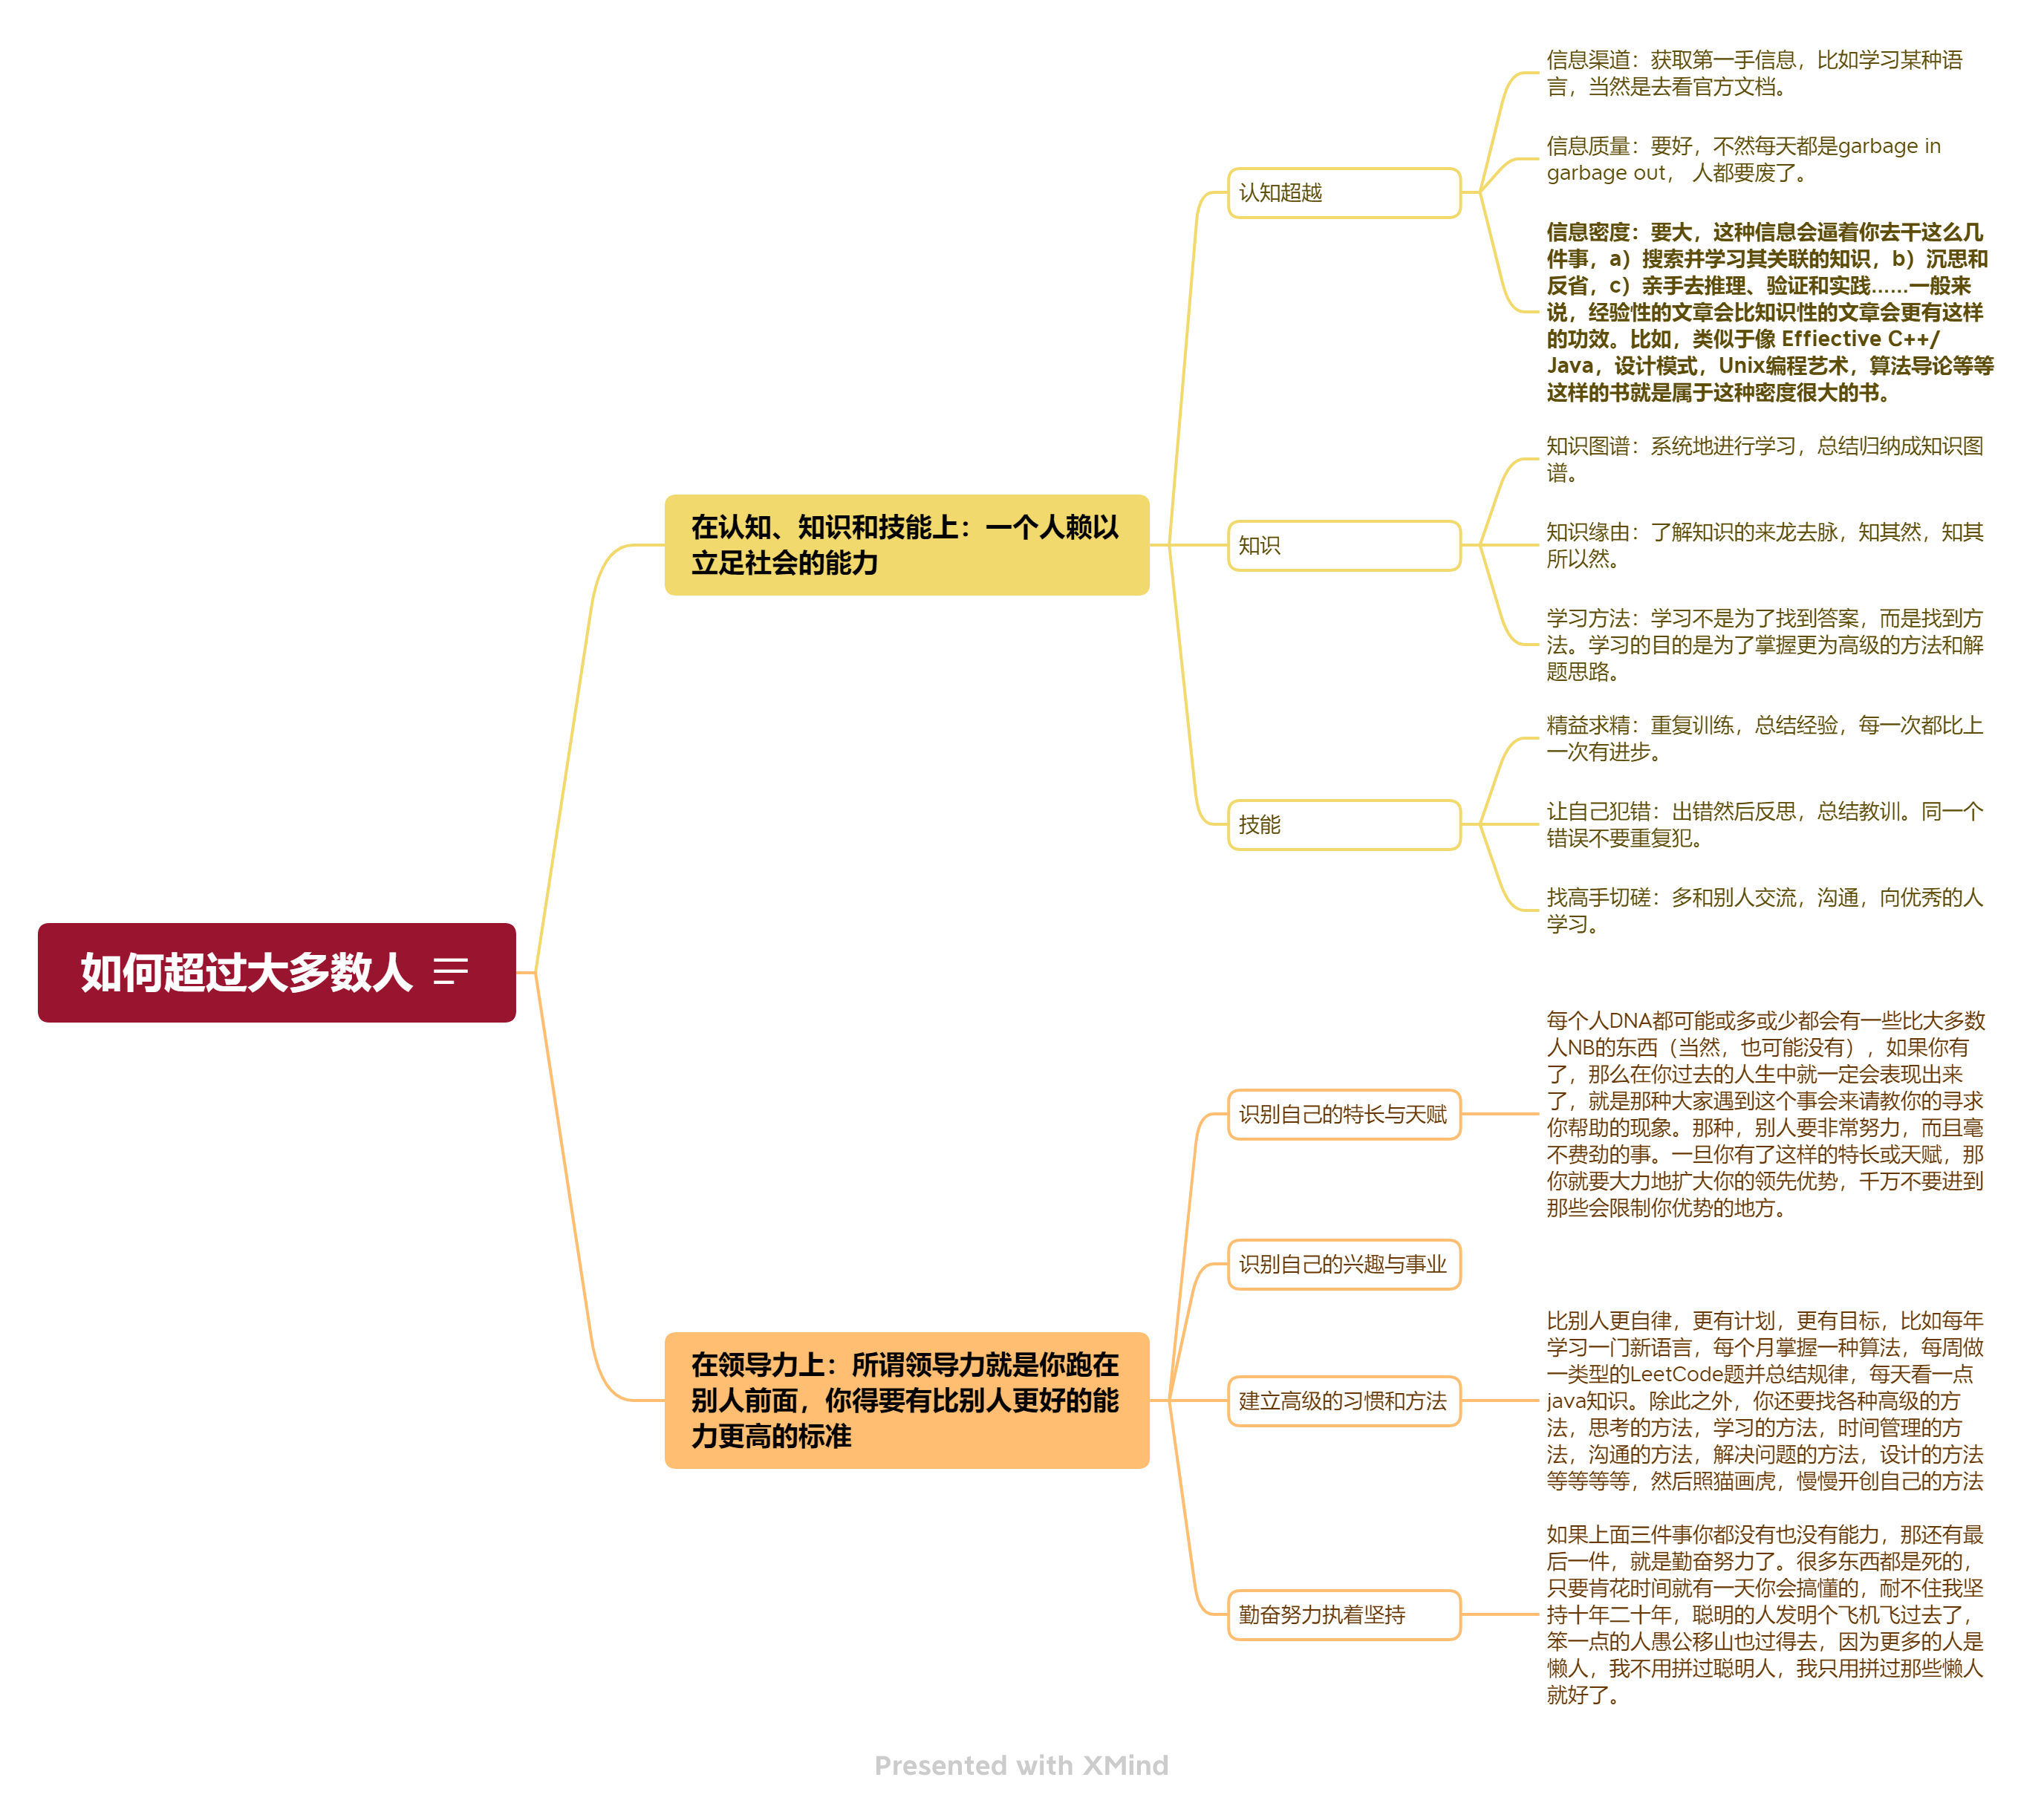 如何超过大多数人
在认知、知识和技能上：一个人赖以
立足社会的能力
认知超越
信息渠道：获取第一手信息，比如学习某种语
言，当然是去看官方文档。
信息质量：要好，不然每天都是garbage in
garbage out， 人都要废了。
信息密度：要大，这种信息会逼着你去干这么几
件事，a）搜索并学习其关联的知识，b）沉思和
反省，c）亲手去推理、验证和实践……一般来
说，经验性的文章会比知识性的文章会更有这样
的功效。比如，类似于像 Effiective C++/
Java，设计模式，Unix编程艺术，算法导论等等
这样的书就是属于这种密度很大的书。
知识
知识图谱：系统地进行学习，总结归纳成知识图
谱。
知识缘由：了解知识的来龙去脉，知其然，知其
所以然。
学习方法：学习不是为了找到答案，而是找到方
法。学习的目的是为了掌握更为高级的方法和解
题思路。
技能
精益求精：重复训练，总结经验，每一次都比上
一次有进步。
让自己犯错：出错然后反思，总结教训。同一个
错误不要重复犯。
找高手切磋：多和别人交流，沟通，向优秀的人
学习。
在领导力上：所谓领导力就是你跑在
别人前面，你得要有比别人更好的能
力更高的标准
识别自己的特长与天赋
每个人DNA都可能或多或少都会有一些比大多数
人NB的东西（当然，也可能没有），如果你有
了，那么在你过去的人生中就一定会表现出来
了，就是那种大家遇到这个事会来请教你的寻求
你帮助的现象。那种，别人要非常努力，而且毫
不费劲的事。一旦你有了这样的特长或天赋，那
你就要大力地扩大你的领先优势，千万不要进到
那些会限制你优势的地方。
识别自己的兴趣与事业
建立高级的习惯和方法
比别人更自律，更有计划，更有目标，比如每年
学习一门新语言，每个月掌握一种算法，每周做
一类型的LeetCode题并总结规律，每天看一点
java知识。除此之外，你还要找各种高级的方
法，思考的方法，学习的方法，时间管理的方
法，沟通的方法，解决问题的方法，设计的方法
等等等等，然后照猫画虎，慢慢开创自己的方法
勤奋努力执着坚持
如果上面三件事你都没有也没有能力，那还有最
后一件，就是勤奋努力了。很多东西都是死的，
只要肯花时间就有一天你会搞懂的，耐不住我坚
持十年二十年，聪明的人发明个飞机飞过去了，
笨一点的人愚公移山也过得去，因为更多的人是
懒人，我不用拼过聪明人，我只用拼过那些懒人
就好了。
Presented with XMind